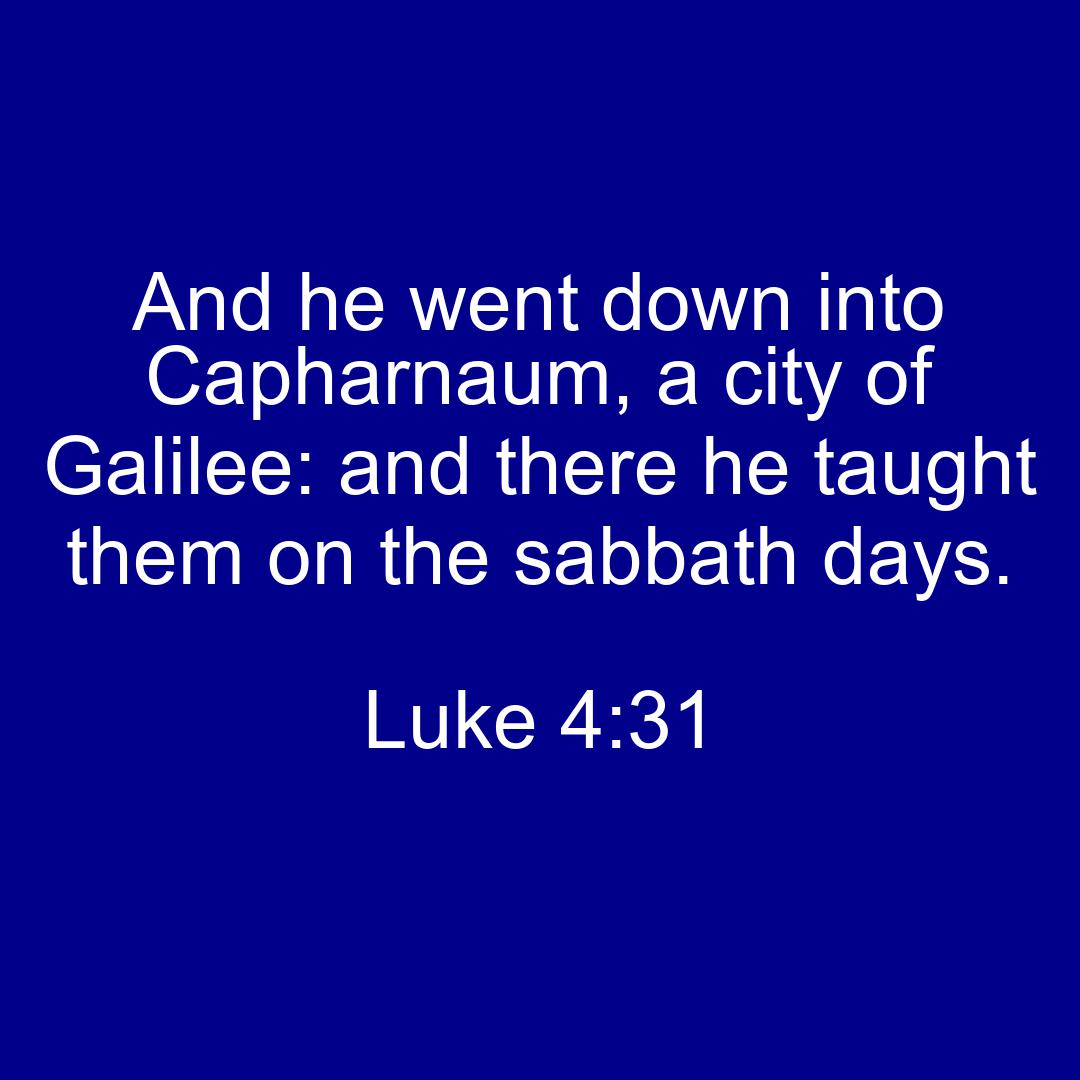 And he went down into
Capharnaum, a city of
Galilee: and there he taught
them on the sabbath days.
Luke 4:31